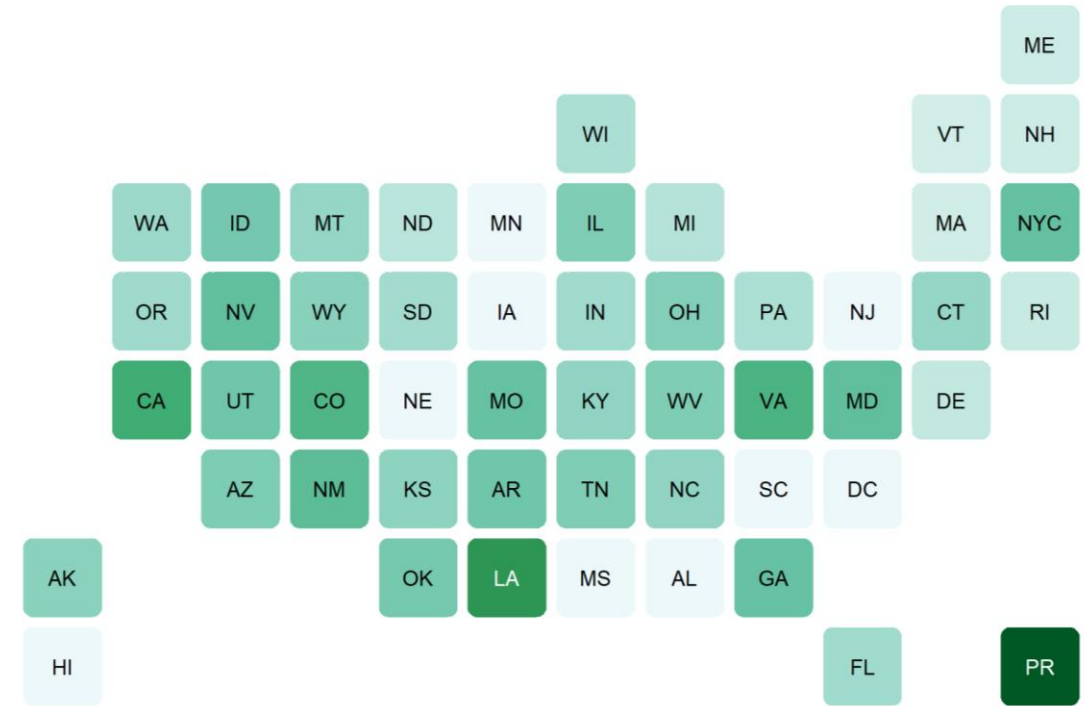 ME
WI VT NH
WA ID MT ND MN IL MI MA NYC
OR NV WY SD IA IN OH PA NJ CT RI
CA UT CO NE MO KY WV VA MD DE
AZ NM KS AR TN NC SC DC
AK OK LA MS AL GA
HI FL PR